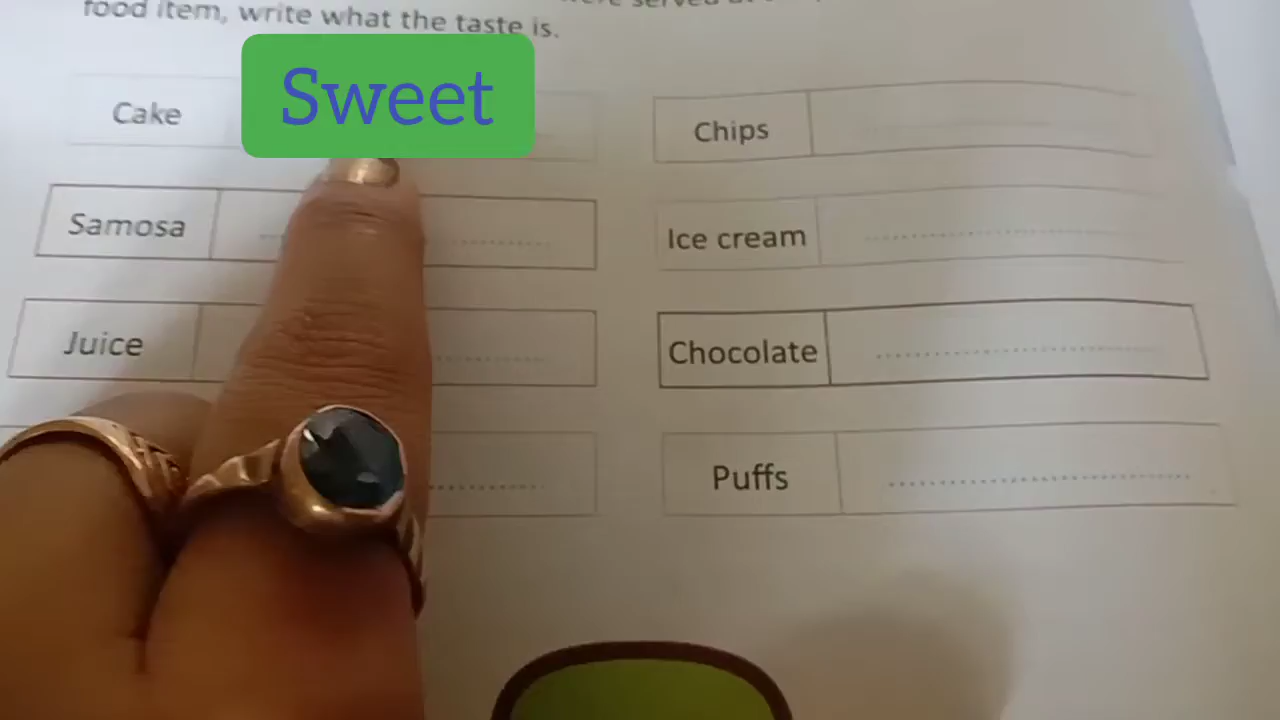 food item, write what the taste is.
Cake
Sweet
Chips
Samosa
Ice cream
Juice
Chocolate
Puffs